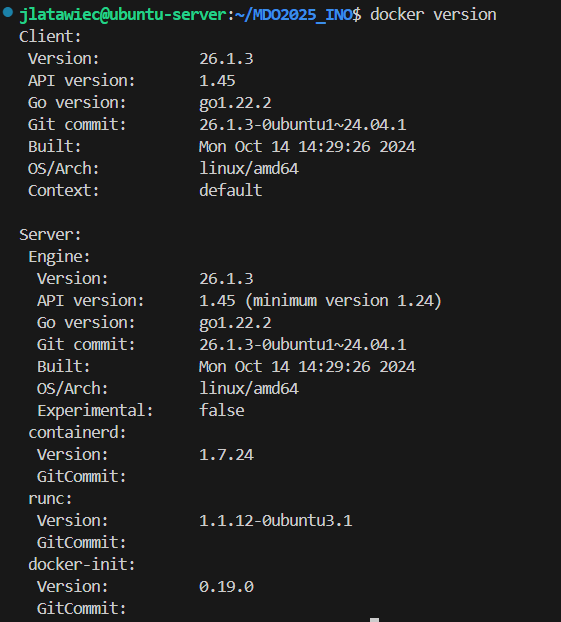 jlatawiec@ubuntu-server:~/MDO2025_INO$ docker version
Client:
 Version:           26.1.3
 API version:       1.45
 Go version:        go1.22.2
 Git commit:        26.1.3-0ubuntu1~24.04.1
 Built:             Mon Oct 14 14:29:26 2024
 OS/Arch:           linux/amd64
 Context:           default

Server:
 Engine:
  Version:          26.1.3
  API version:      1.45 (minimum version 1.24)
  Go version:       go1.22.2
  Git commit:       26.1.3-0ubuntu1~24.04.1
  Built:            Mon Oct 14 14:29:26 2024
  OS/Arch:          linux/amd64
  Experimental:     false
 containerd:
  Version:          1.7.24
  GitCommit:
 runc:
  Version:          1.1.12-0ubuntu3.1
  GitCommit:
 docker-init:
  Version:          0.19.0
  GitCommit: